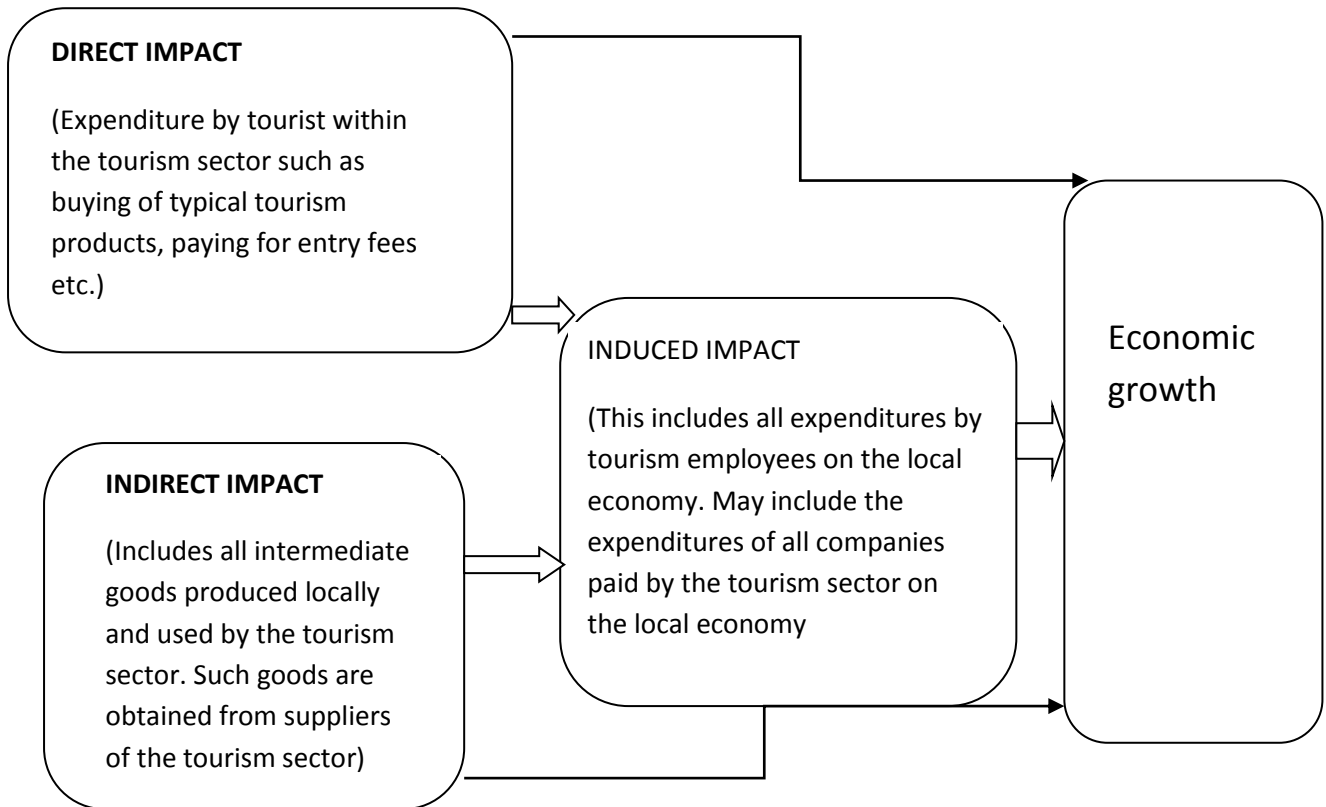 DIRECT IMPACT
(Expenditure by tourist within
the tourism sector such as
buying of typical tourism
products, paying for entry fees
etc.)
INDUCED IMPACT
(This includes all expenditures by
tourism employees on the local
economy. May include the
expenditures of all companies
paid by the tourism sector on
the local economy
Economic
growth
INDIRECT IMPACT
(Includes all intermediate
goods produced locally
and used by the tourism
sector. Such goods are
obtained from suppliers
of the tourism sector)